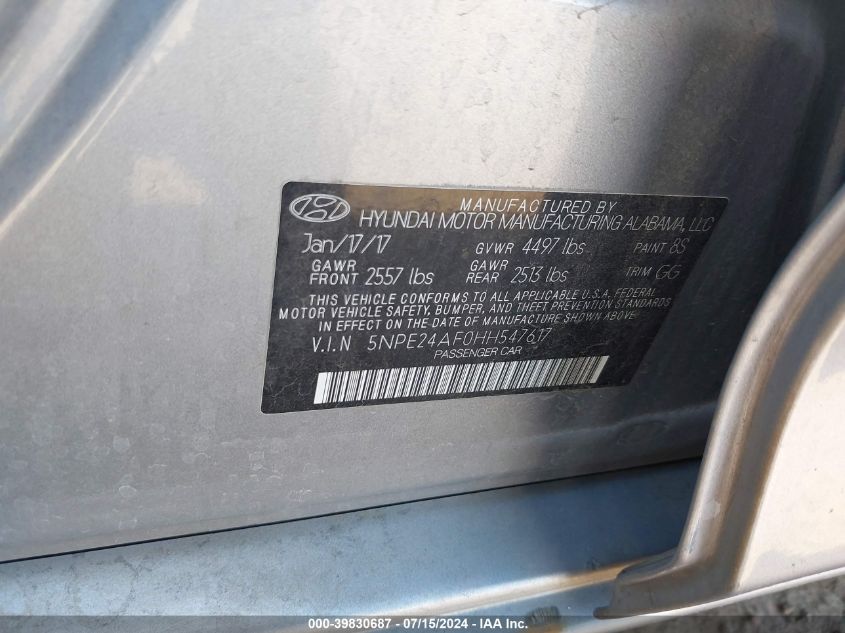 MANUFACTURED BY
HYUNDAI MOTOR MANUFACTURING ALABAMA, LLC
Jan/17/17 GVWR 4497 lbs PAINT 8S
GAWR FRONT 2557 lbs GAWR REAR 2513 lbs TRIM GG
THIS VEHICLE CONFORMS TO ALL APPLICABLE U.S.A. FEDERAL
MOTOR VEHICLE SAFETY, BUMPER, AND THEFT PREVENTION STANDARDS
IN EFFECT ON THE DATE OF MANUFACTURE SHOWN ABOVE.
V.I.N 5NPE24AF0HH547617
PASSENGER CAR
000-39830687 - 07/15/2024 - IAA Inc.